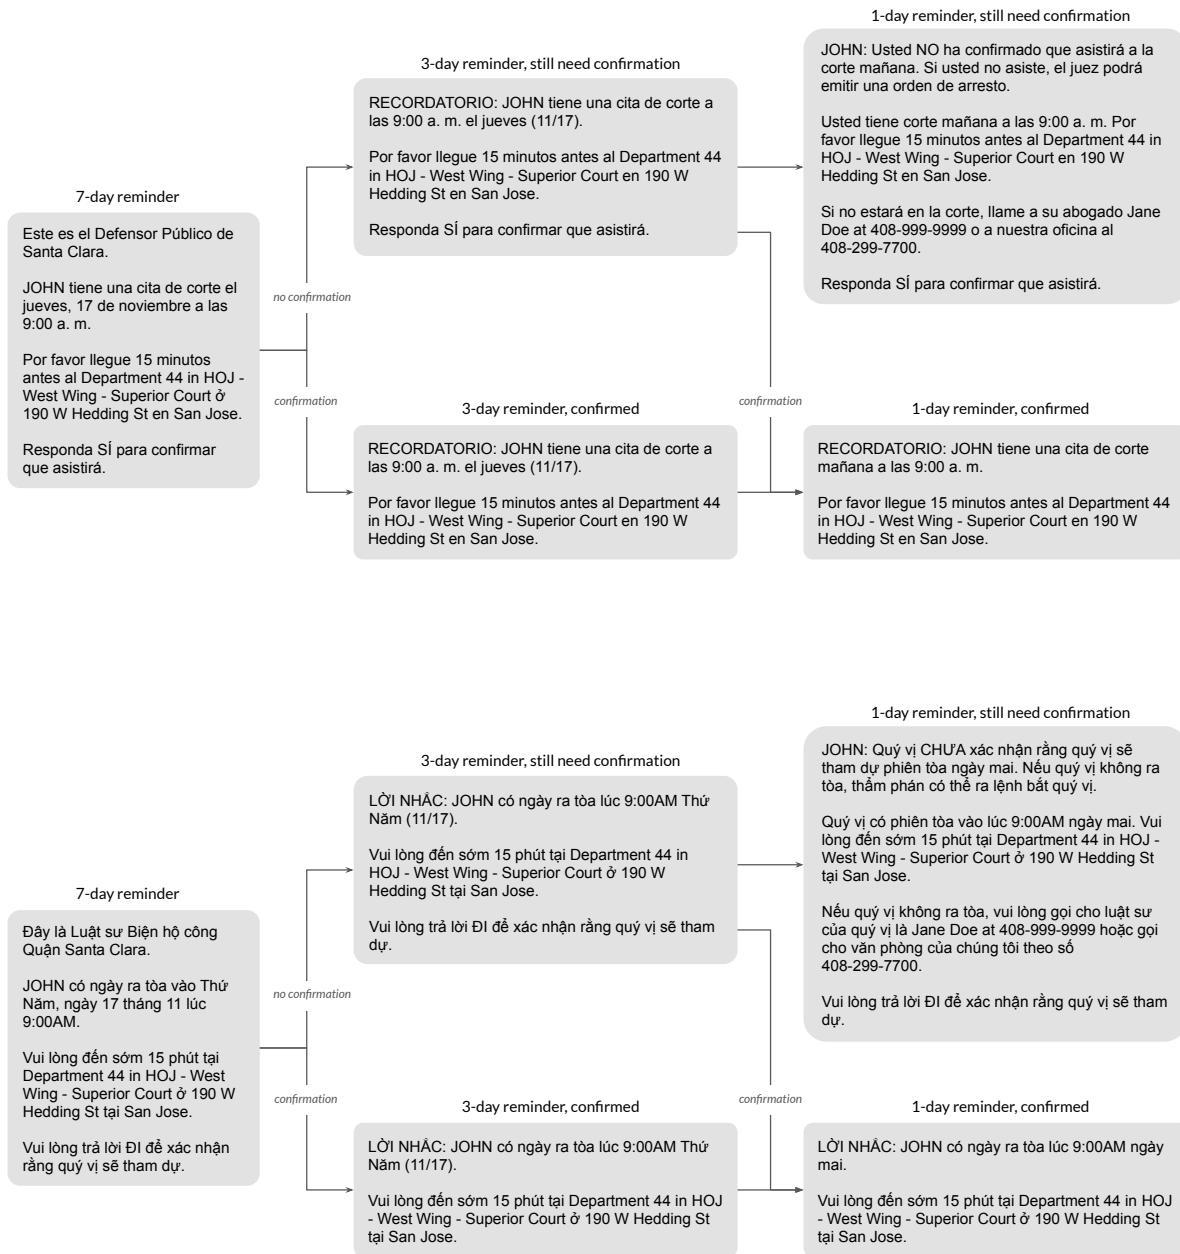 7-day reminder
Este es el Defensor Público de
Santa Clara.
JOHN tiene una cita de corte el
jueves, 17 de noviembre a las
9:00 a. m.
Por favor llegue 15 minutos
antes al Department 44 in HOJ -
West Wing - Superior Court ở
190 W Hedding St en San Jose.
Responda SÍ para confirmar
que asistirá.
no confirmation
confirmation
3-day reminder, still need confirmation
RECORDATORIO: JOHN tiene una cita de corte a
las 9:00 a. m. el jueves (11/17).
Por favor llegue 15 minutos antes al Department 44
in HOJ - West Wing - Superior Court en 190 W
Hedding St en San Jose.
Responda SÍ para confirmar que asistirá.
3-day reminder, confirmed
RECORDATORIO: JOHN tiene una cita de corte a
las 9:00 a. m. el jueves (11/17).
Por favor llegue 15 minutos antes al Department 44
in HOJ - West Wing - Superior Court en 190 W
Hedding St en San Jose.
confirmation
1-day reminder, still need confirmation
JOHN: Usted NO ha confirmado que asistirá a la
corte mañana. Si usted no asiste, el juez podrá
emitir una orden de arresto.
Usted tiene corte mañana a las 9:00 a. m. Por
favor llegue 15 minutos antes al Department 44 in
HOJ - West Wing - Superior Court en 190 W
Hedding St en San Jose.
Si no estará en la corte, llame a su abogado Jane
Doe at 408-999-9999 o a nuestra oficina al
408-299-7700.
Responda SÍ para confirmar que asistirá.
1-day reminder, confirmed
RECORDATORIO: JOHN tiene una cita de corte
mañana a las 9:00 a. m.
Por favor llegue 15 minutos antes al Department 44
in HOJ - West Wing - Superior Court en 190 W
Hedding St en San Jose.
7-day reminder
Đây là Luật sư Biện hộ công
Quận Santa Clara.
JOHN có ngày ra tòa vào Thứ
Năm, ngày 17 tháng 11 lúc
9:00AM.
Vui lòng đến sớm 15 phút tại
Department 44 in HOJ - West
Wing - Superior Court ở 190 W
Hedding St tại San Jose.
Vui lòng trả lời ĐI để xác nhận
rằng quý vị sẽ tham dự.
no confirmation
confirmation
3-day reminder, still need confirmation
LỜI NHẮC: JOHN có ngày ra tòa lúc 9:00AM Thứ
Năm (11/17).
Vui lòng đến sớm 15 phút tại Department 44 in
HOJ - West Wing - Superior Court ở 190 W
Hedding St tại San Jose.
Vui lòng trả lời ĐI để xác nhận rằng quý vị sẽ tham
dự.
3-day reminder, confirmed
LỜI NHẮC: JOHN có ngày ra tòa lúc 9:00AM Thứ
Năm (11/17).
Vui lòng đến sớm 15 phút tại Department 44 in HOJ
- West Wing - Superior Court ở 190 W Hedding St
tại San Jose.
confirmation
1-day reminder, still need confirmation
JOHN: Quý vị CHƯA xác nhận rằng quý vị sẽ
tham dự phiên tòa ngày mai. Nếu quý vị không ra
tòa, thẩm phán có thể ra lệnh bắt quý vị.
Quý vị có phiên tòa vào lúc 9:00AM ngày mai. Vui
lòng đến sớm 15 phút tại Department 44 in HOJ -
West Wing - Superior Court ở 190 W Hedding St
tại San Jose.
Nếu quý vị không ra tòa, vui lòng gọi cho luật sư
của quý vị là Jane Doe at 408-999-9999 hoặc gọi
cho văn phòng của chúng tôi theo số
408-299-7700.
Vui lòng trả lời ĐI để xác nhận rằng quý vị sẽ tham
dự.
1-day reminder, confirmed
LỜI NHẮC: JOHN có ngày ra tòa lúc 9:00AM ngày
mai.
Vui lòng đến sớm 15 phút tại Department 44 in HOJ
- West Wing - Superior Court ở 190 W Hedding St
tại San Jose.